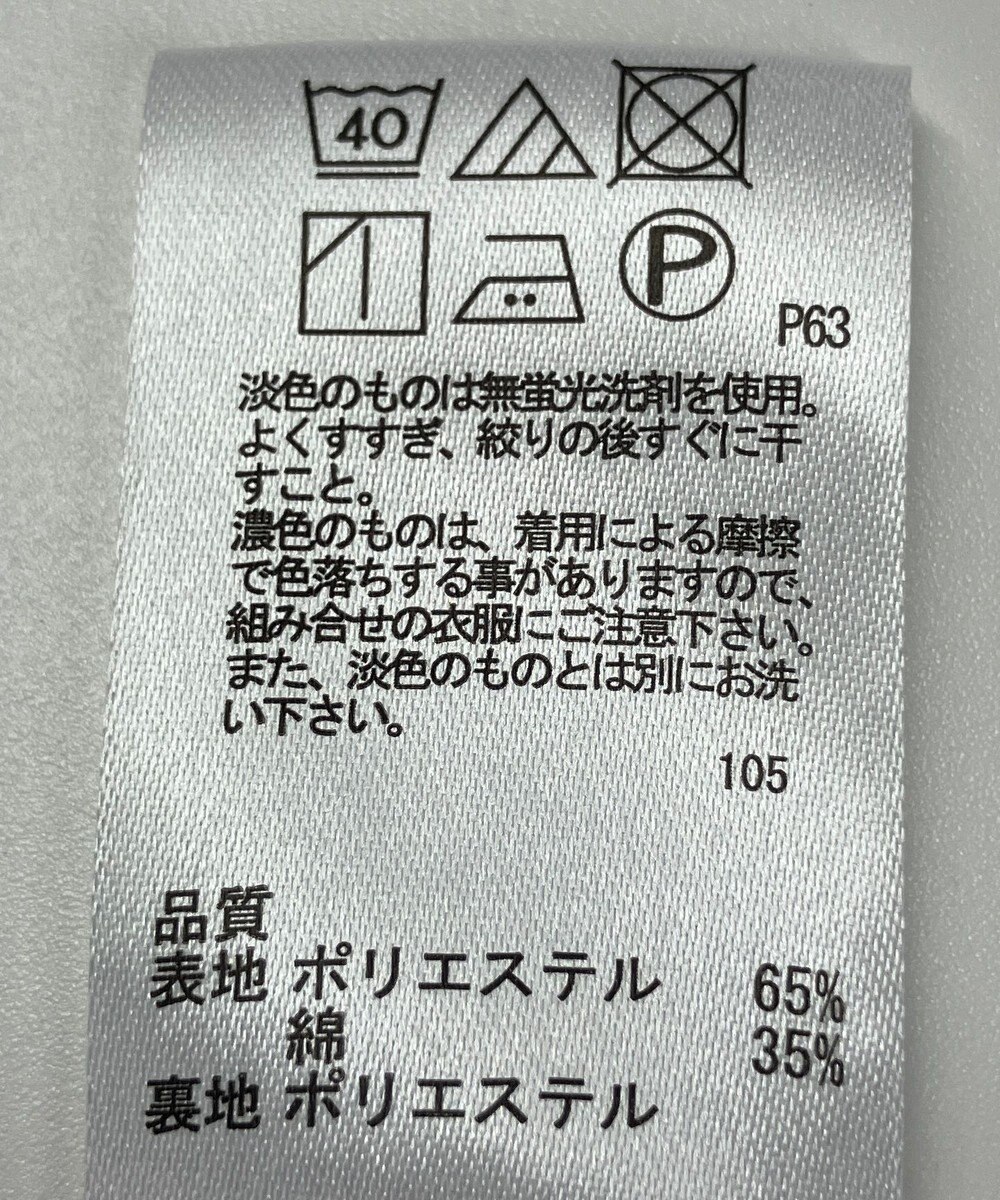 40
P
P63
淡色のものは無蛍光洗剤を使用。
よくすすぎ、絞りの後すぐに干
すこと。
濃色のものは、着用による摩擦
で色落ちする事がありますので、
組み合せの衣服にご注意下さい。
また、淡色のものとは別にお洗
い下さい。
105
品質
表地 ポリエステル 65%
綿 35%
裏地 ポリエステル